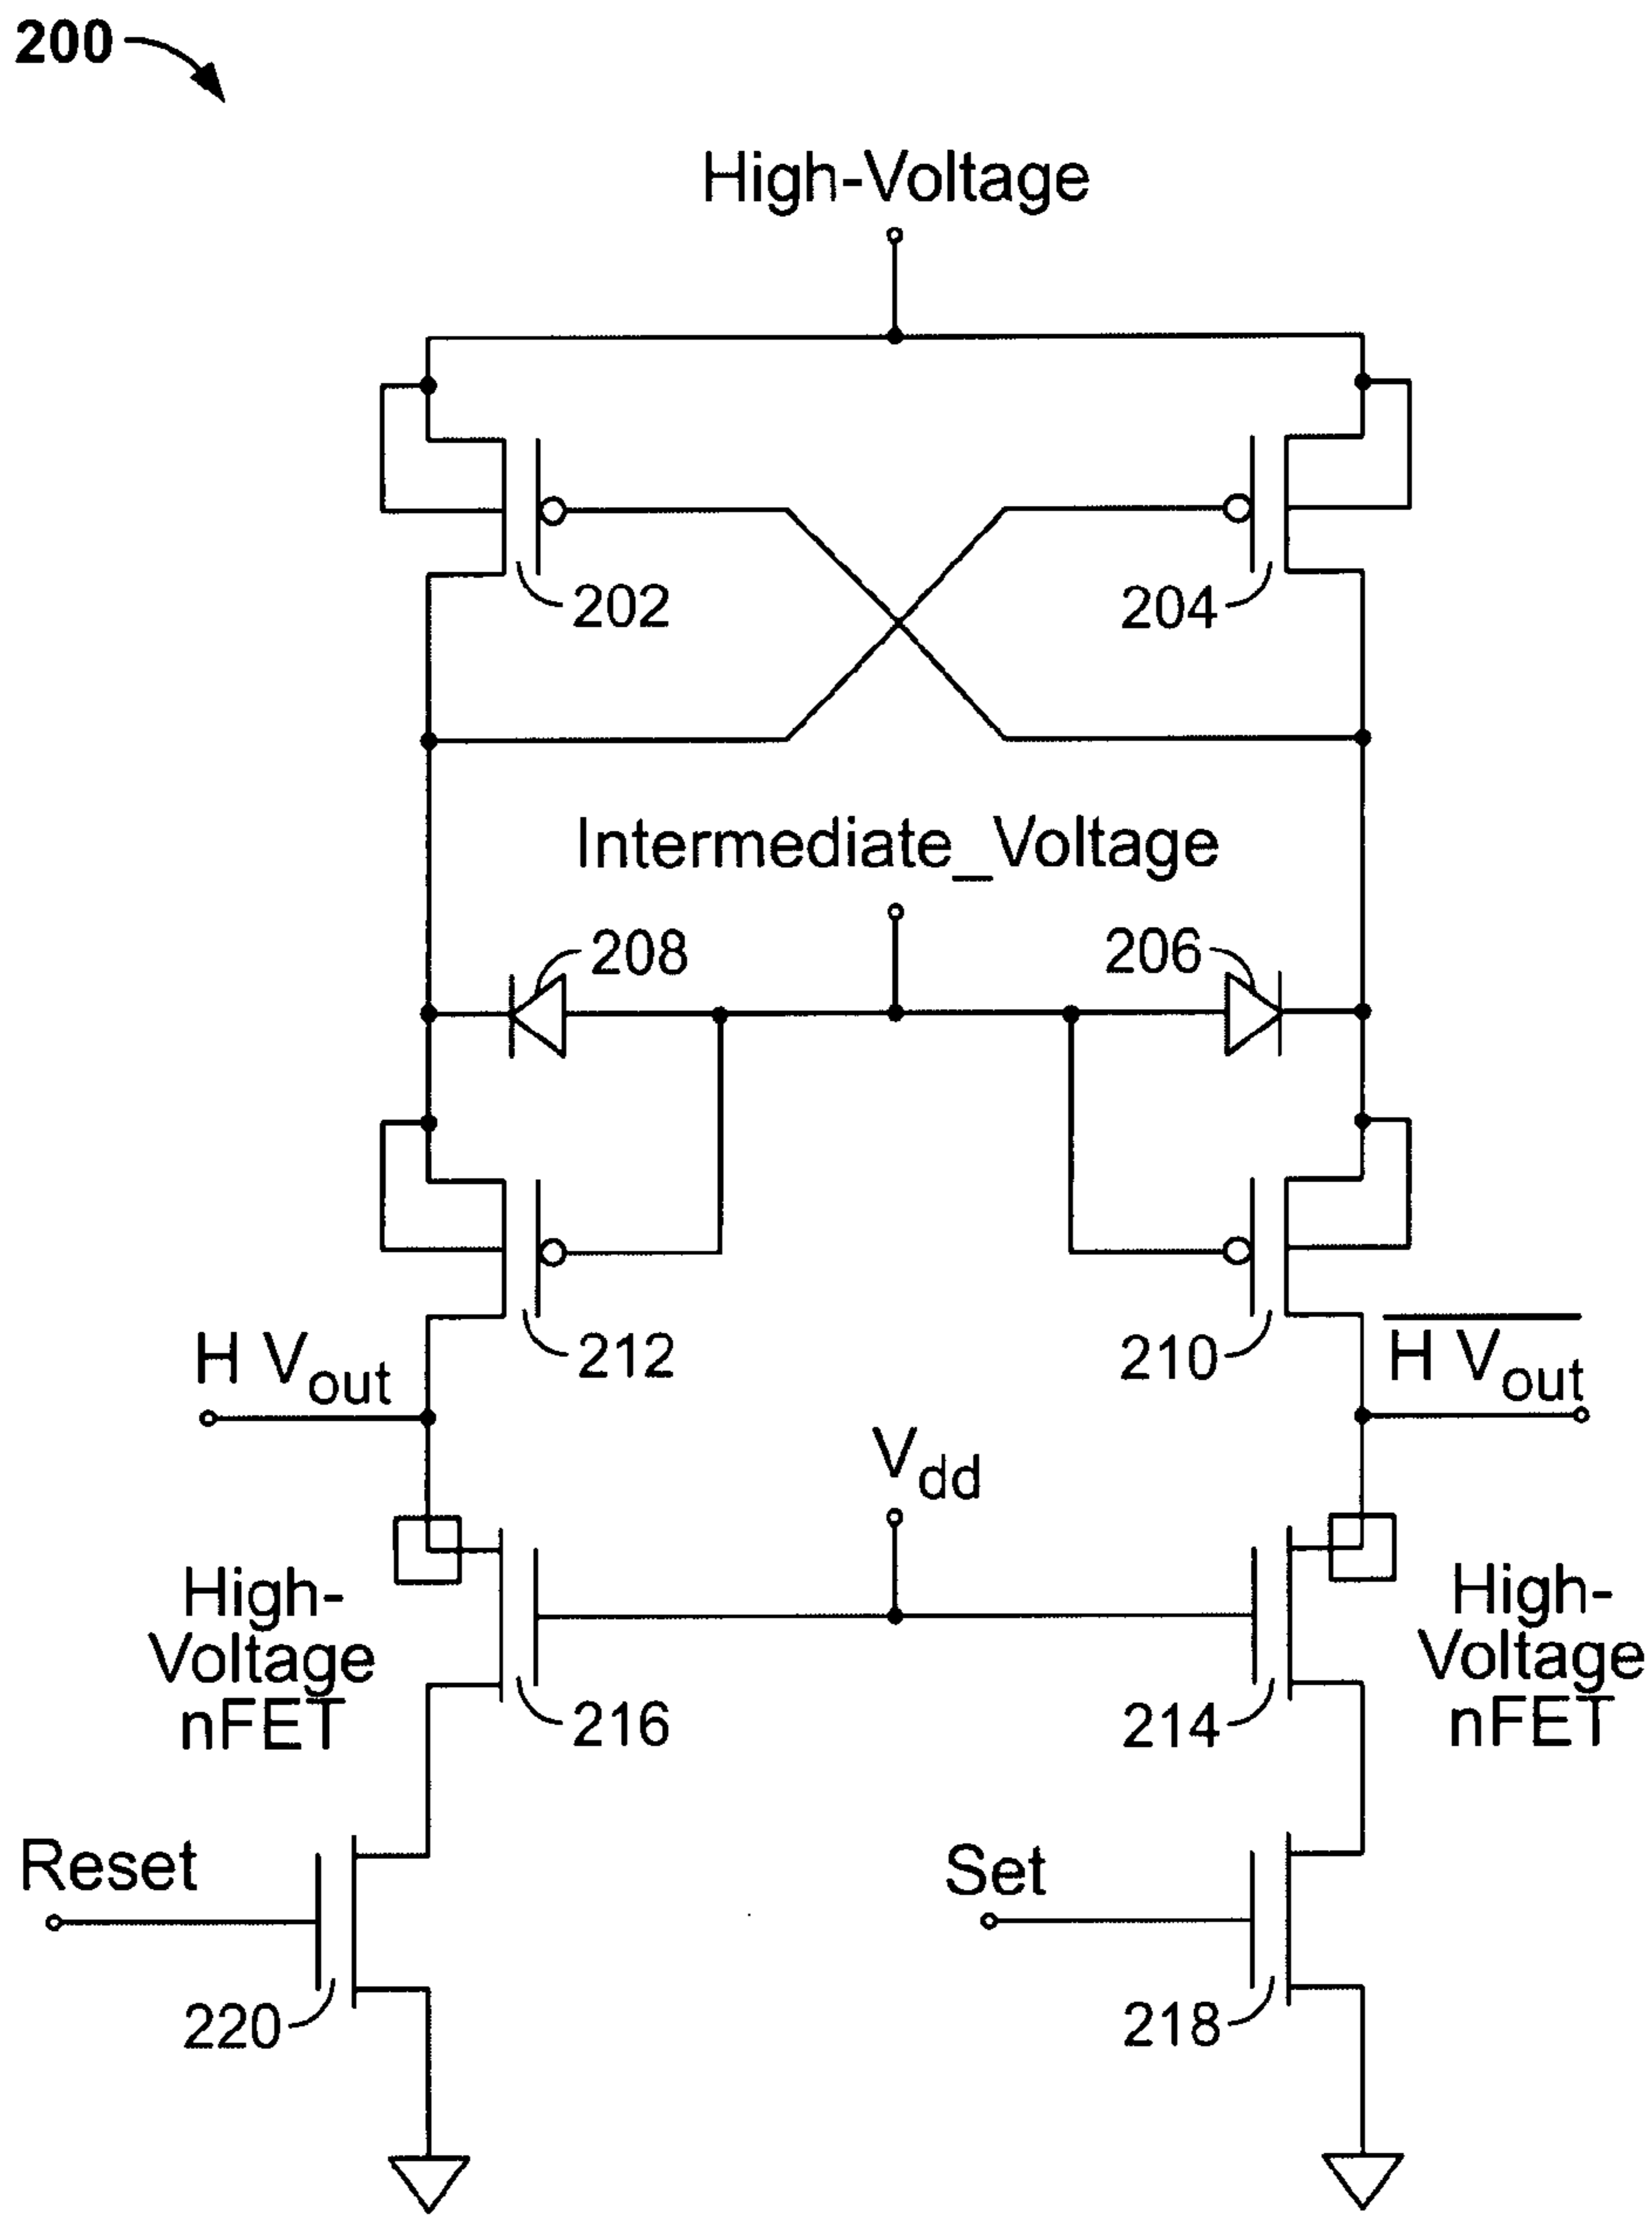 200
High-Voltage
202
204
Intermediate_Voltage
208
206
212
210
H Vout
H Vout
Vdd
High-
Voltage
nFET
High-
Voltage
nFET
216
214
Reset
Set
220
218